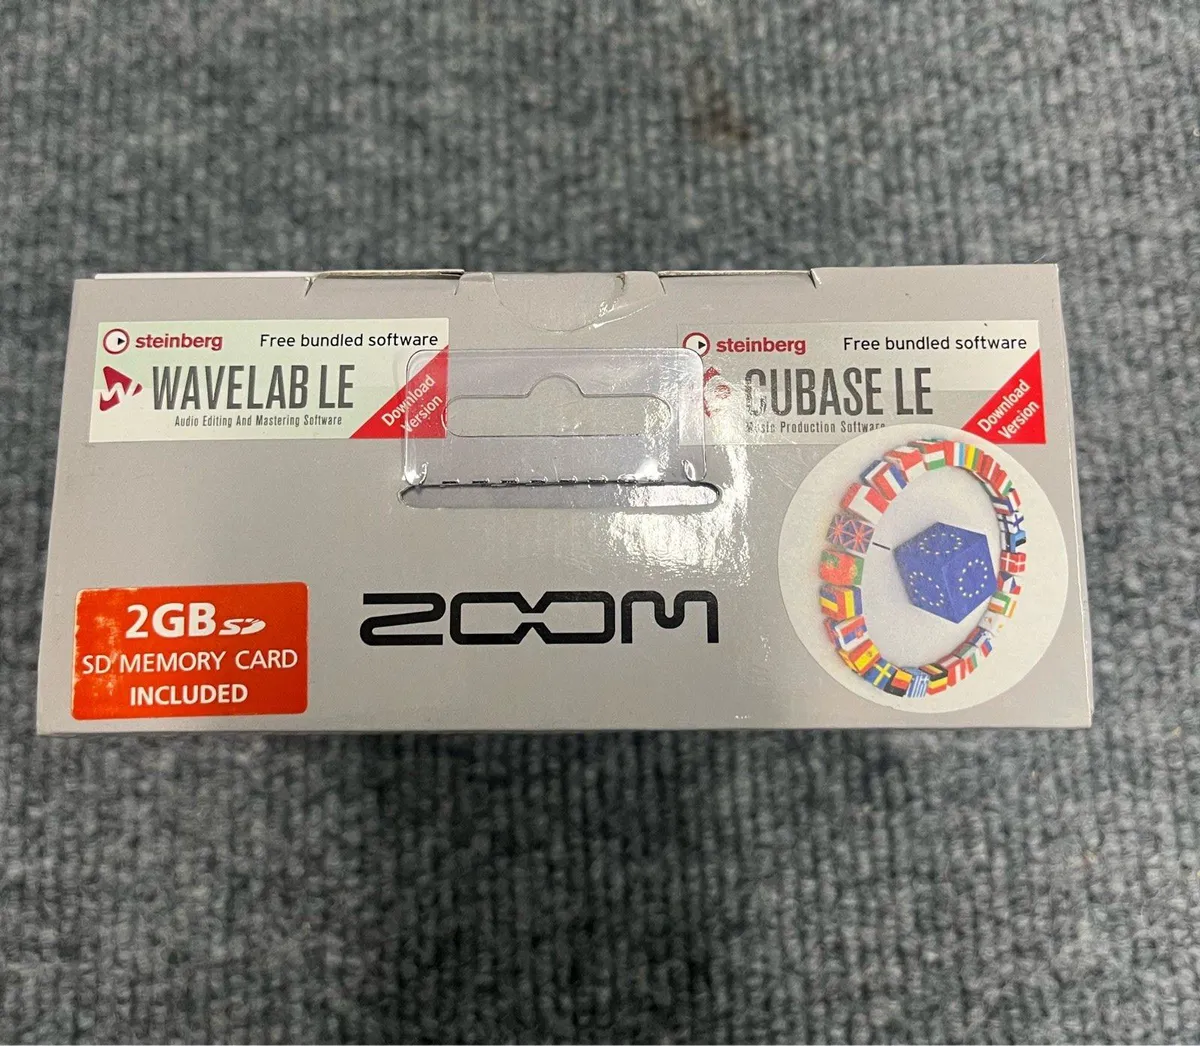 steinberg Free bundled software
WAVELAB LE
Audio Editing And Mastering Software
Download
Version
steinberg Free bundled software
CUBASE LE
Music Production Software
Download
Version
ZOOM
2GB SD
SD MEMORY CARD
INCLUDED